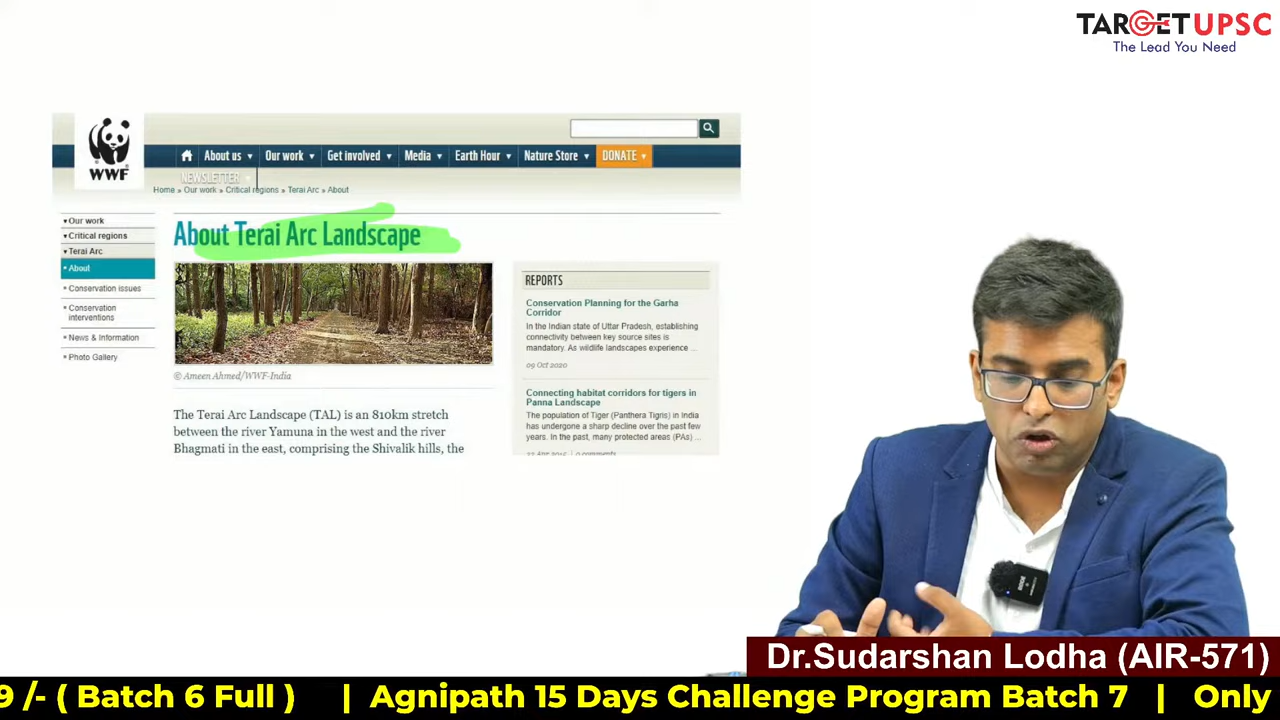 TARGETUPSC
The Lead You Need
WWF
About us
Our work
Get involved
Media
Earth Hour
Nature Store
DONATE
NEWSLETTER
Home » Our work » Critical regions » Terai Arc » About
Our work
Critical regions
Terai Arc
About
Conservation issues
Conservation
interventions
News & Information
Photo Gallery
About Terai Arc Landscape
© Ameen Ahmed/WWF-India
The Terai Arc Landscape (TAL) is an 810km stretch
between the river Yamuna in the west and the river
Bhagmati in the east, comprising the Shivalik hills, the
REPORTS
Conservation Planning for the Garha
Corridor
In the Indian state of Uttar Pradesh, establishing
connectivity between key source sites is
mandatory. As wildlife landscapes experience ...
09 Oct 2020
Connecting habitat corridors for tigers in
Panna Landscape
The population of Tiger (Panthera Tigris) in India
has undergone a sharp decline over the past few
years. In the past, many protected areas (PAs) ...
Dr.Sudarshan Lodha (AIR-571)
9 /- ( Batch 6 Full ) | Agnipath 15 Days Challenge Program Batch 7 | Only